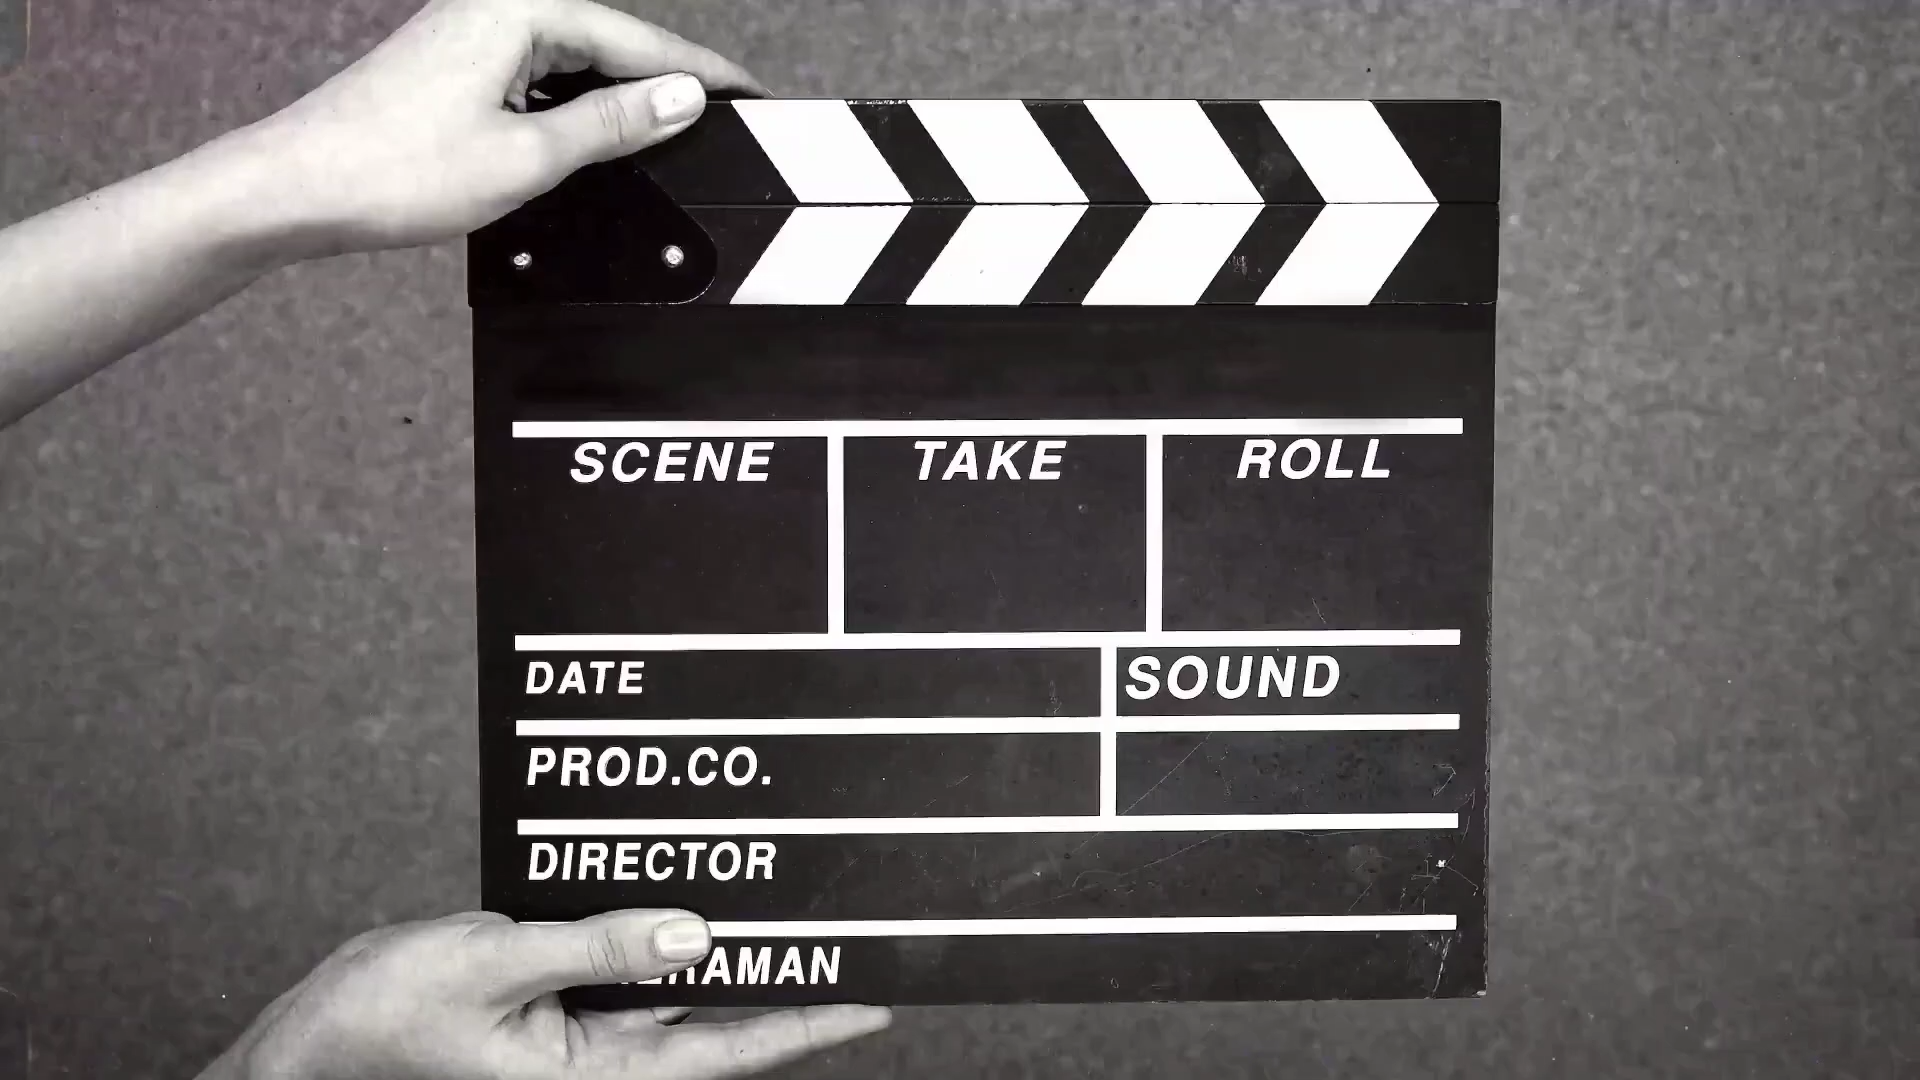 SCENE TAKE ROLL
DATE SOUND
PROD.CO.
DIRECTOR